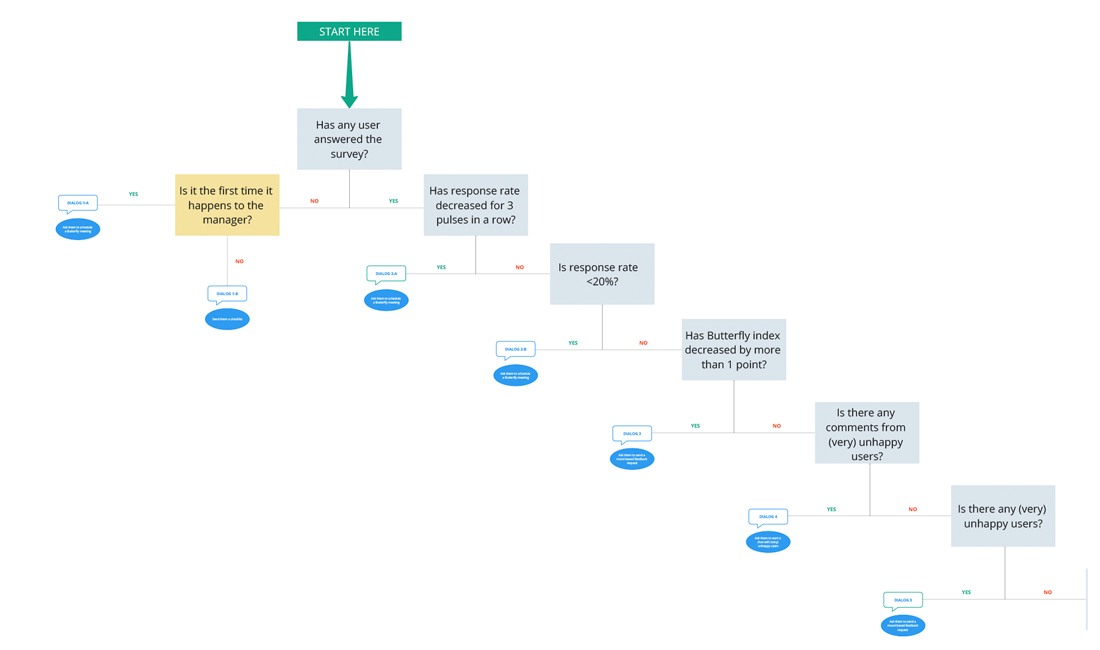 START HERE
Has any user
answered the
survey?
Is it the first time it
happens to the
manager?
YES
DIALOG 1-A
Ask them to schedule
a Butterfly meeting
NO
YES
Has response rate
decreased for 3
pulses in a row?
NO
DIALOG 1-B
Send them a checklist
YES
NO
DIALOG 2-A
Ask them to schedule
a Butterfly meeting
Is response rate
<20%?
YES
NO
DIALOG 2-B
Ask them to schedule
a Butterfly meeting
Has Butterfly index
decreased by more
than 1 point?
YES
NO
DIALOG 3
Ask them to send a
mood-based feedback
request
Is there any
comments from
(very) unhappy
users?
YES
NO
DIALOG 4
Ask them to start a
chat with (very)
unhappy users
Is there any (very)
unhappy users?
YES
NO
DIALOG 5
Ask them to send a
mood-based feedback
request